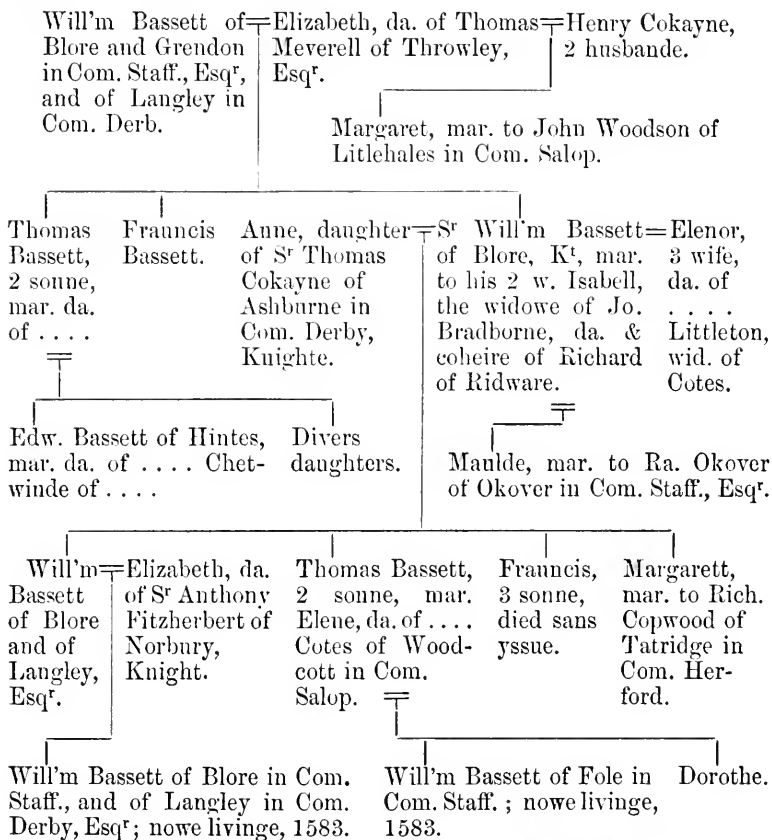 Will'm Bassett of
Blore and Grendon
in Com. Staff., Esqʳ,
and of Langley in
Com. Derb.
Elizabeth, da. of Thomas
Meverell of Throwley,
Esqʳ.
Henry Cokayne,
2 husbande.
Margaret, mar. to John Woodson of
Litlehales in Com. Salop.
Thomas
Bassett,
2 sonne,
mar. da.
of . . . .
Frauncis
Bassett.
Anne, daughter
of Sʳ Thomas
Cokayne of
Ashburne in
Com. Derby,
Knighte.
Sʳ Will'm Bassett
of Blore, Kᵗ, mar.
to his 2 w. Isabell,
the widowe of Jo.
Bradborne, da. &
coheire of Richard
of Ridware.
Elenor,
3 wife,
da. of
. . . .
Littleton,
wid. of
Cotes.
Edw. Bassett of Hintes,
mar. da. of . . . . Chet-
winde of . . . .
Divers
daughters.
Maulde, mar. to Ra. Okover
of Okover in Com. Staff., Esqʳ.
Will'm
Bassett
of Blore
and of
Langley,
Esqʳ.
Elizabeth, da.
of Sʳ Anthony
Fitzherbert of
Norbury,
Knight.
Thomas Bassett,
2 sonne, mar.
Elene, da. of . . . .
Cotes of Wood-
cott in Com.
Salop.
Frauncis,
3 sonne,
died sans
yssue.
Margarett,
mar. to Rich.
Copwood of
Tatridge in
Com. Her-
ford.
Will'm Bassett of Blore in Com.
Staff., and of Langley in Com.
Derby, Esqʳ; nowe livinge, 1583.
Will'm Bassett of Fole in
Com. Staff. ; nowe livinge,
1583.
Dorothe.